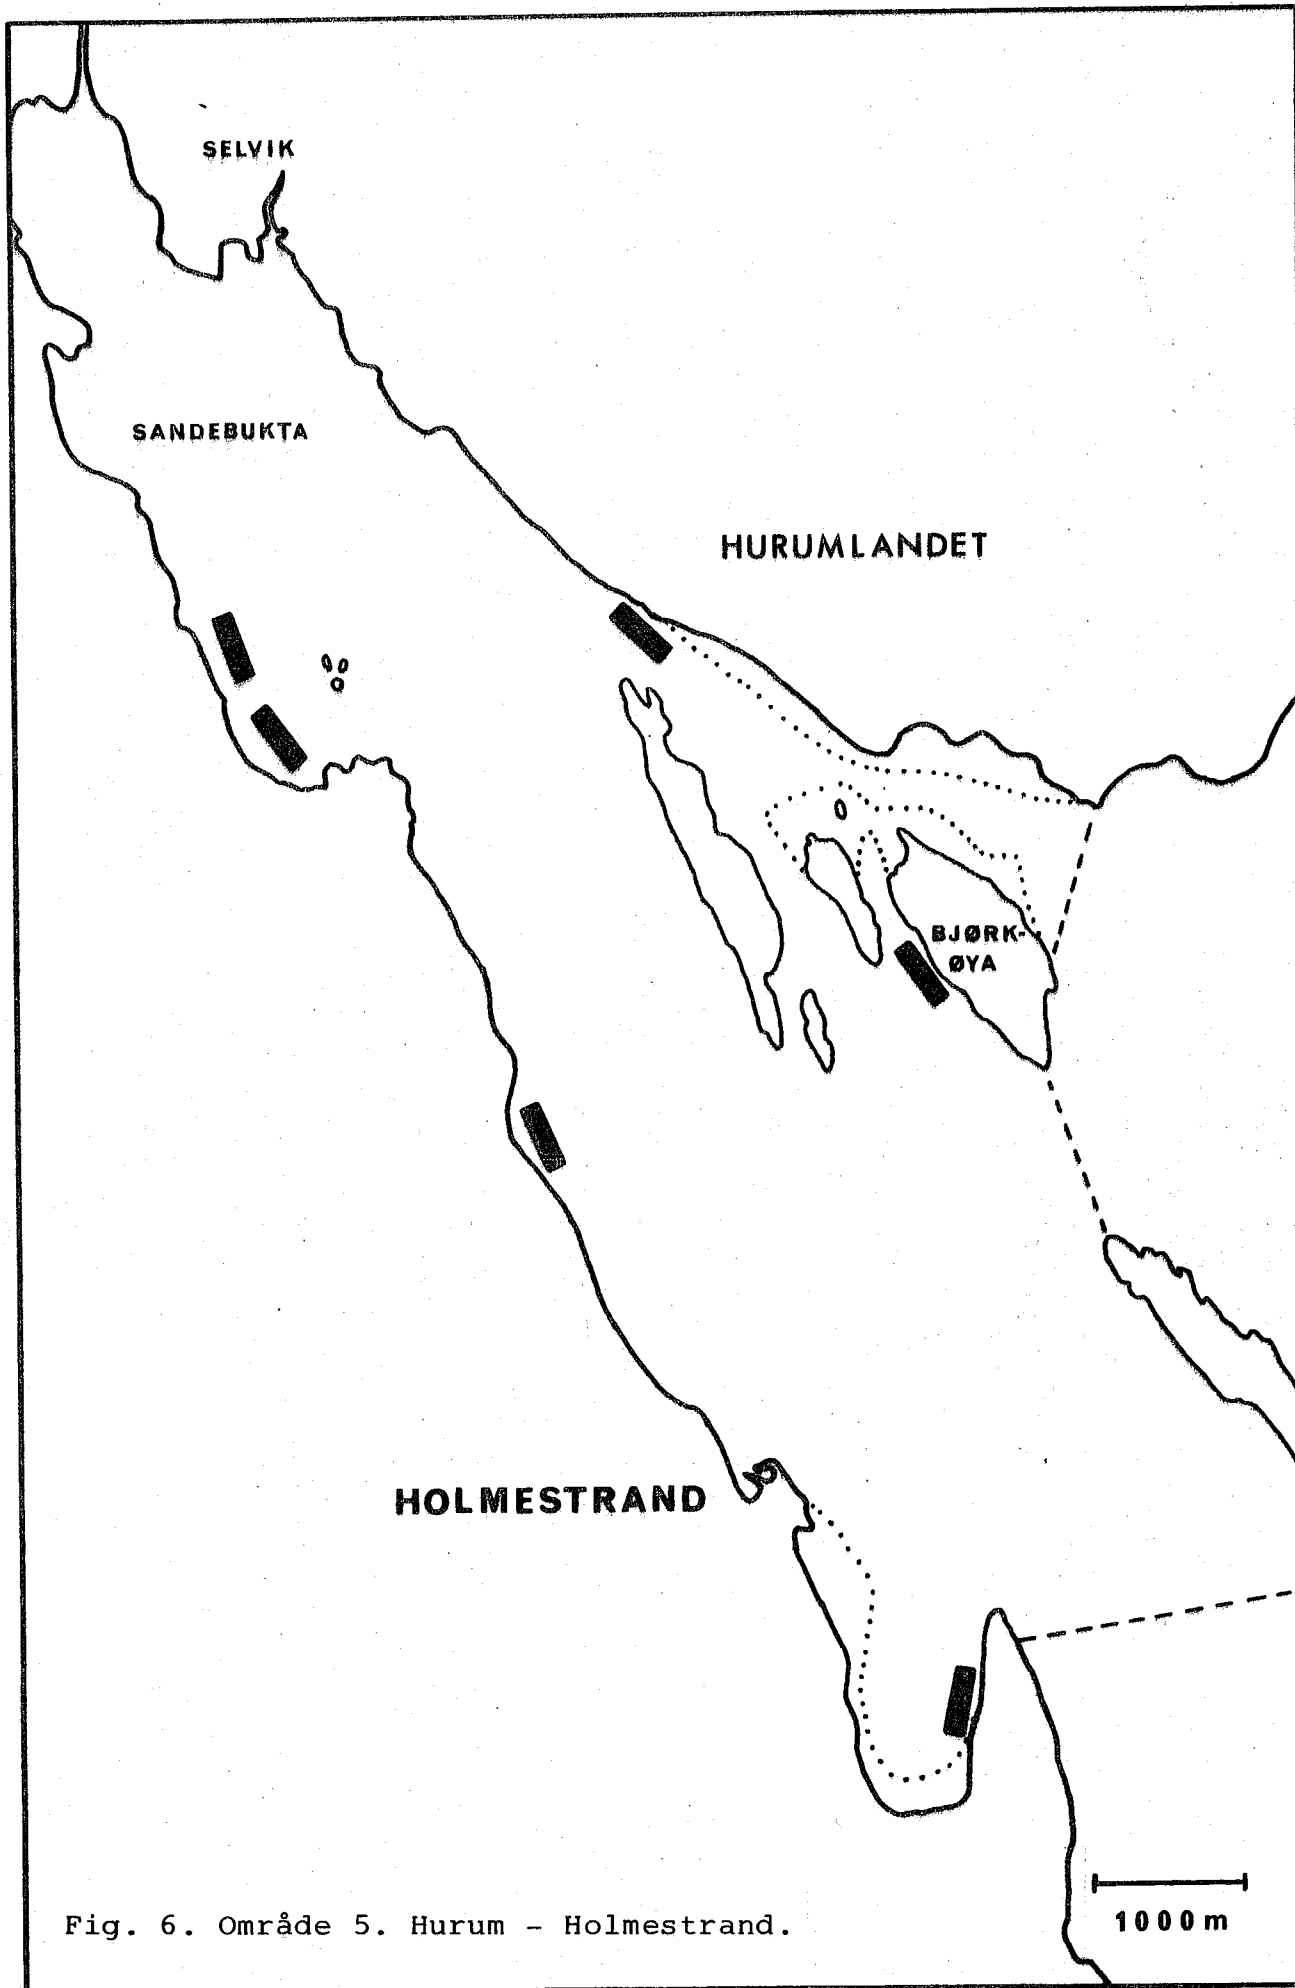 SELVIK
SANDEBUKTA
HURUMLANDET
BJØRK-
ØYA
HOLMESTRAND
1000 m
Fig. 6. Område 5. Hurum - Holmestrand.